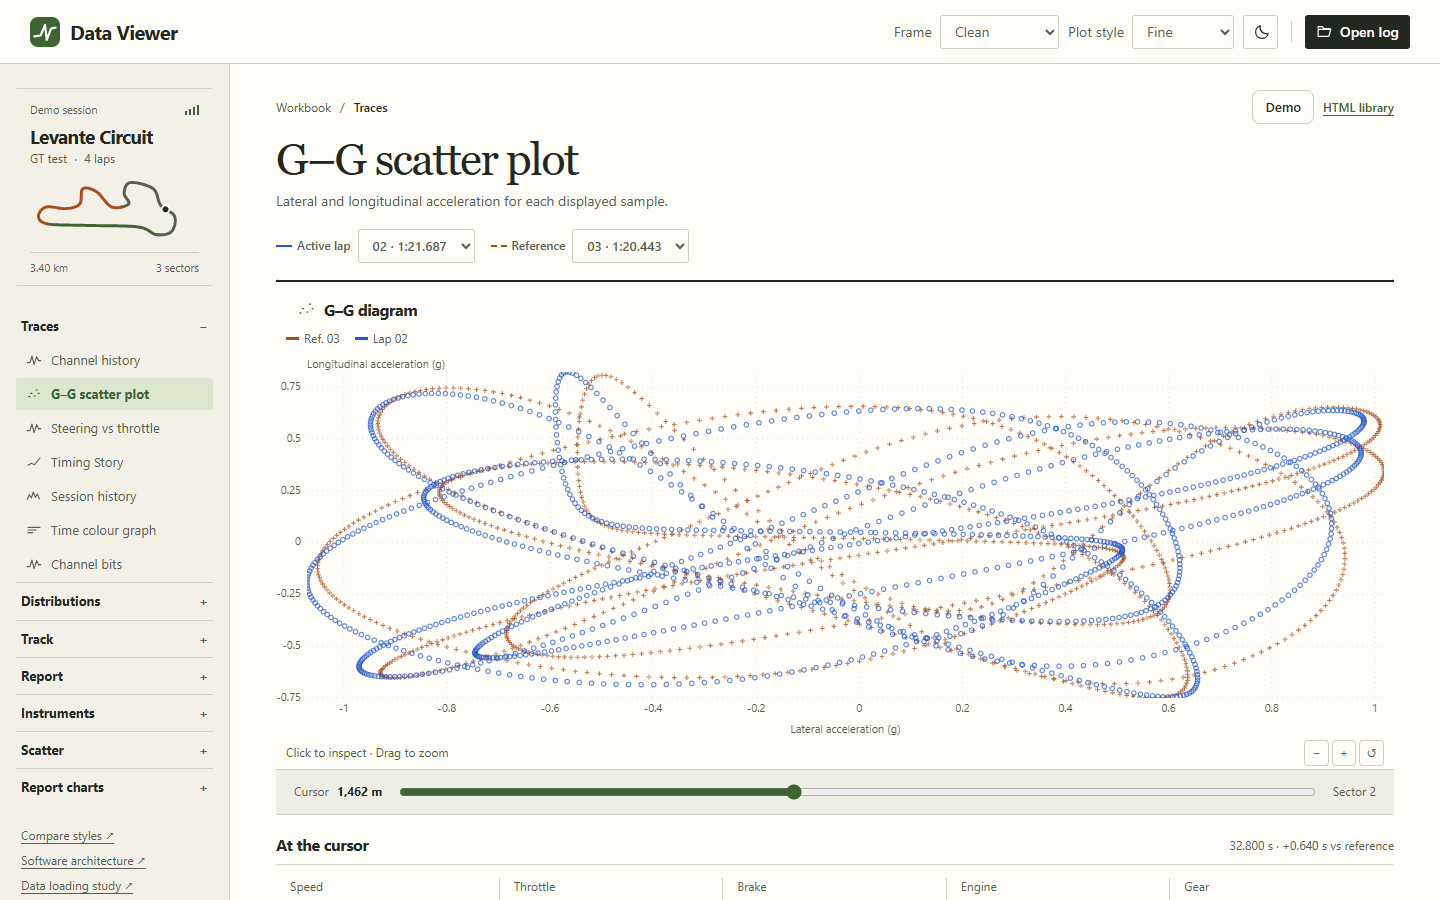 Data Viewer
Frame Clean Plot style Fine Open log
Demo session
Levante Circuit
GT test · 4 laps
3.40 km 3 sectors
Traces −
Channel history
G–G scatter plot
Steering vs throttle
Timing Story
Session history
Time colour graph
Channel bits
Distributions +
Track +
Report +
Instruments +
Scatter +
Report charts +
Compare styles ↗
Software architecture ↗
Data loading study ↗
Workbook / Traces
Demo HTML library
G–G scatter plot
Lateral and longitudinal acceleration for each displayed sample.
Active lap 02 · 1:21.687 Reference 03 · 1:20.443
G–G diagram
Ref. 03 Lap 02
Longitudinal acceleration (g)
0.75
0.5
0.25
0
-0.25
-0.5
-0.75
-1 -0.8 -0.6 -0.4 -0.2 0 0.2 0.4 0.6 0.8 1
Lateral acceleration (g)
Click to inspect · Drag to zoom − + ↺
Cursor 1,462 m Sector 2
At the cursor 32.800 s · +0.640 s vs reference
Speed Throttle Brake Engine Gear